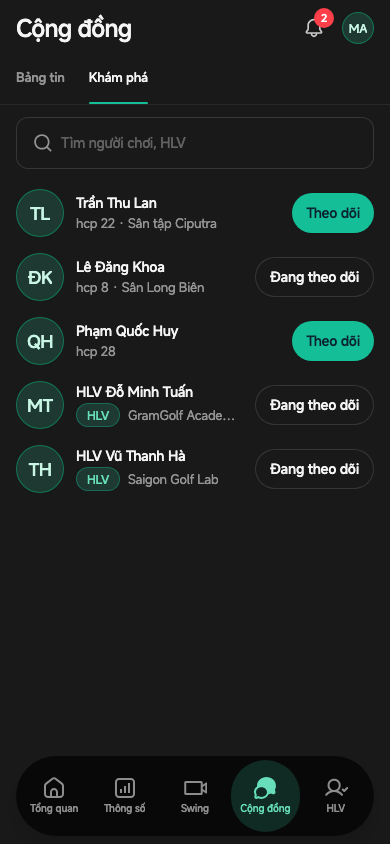 Cộng đồng
2
MA
Bảng tin
Khám phá
Tìm người chơi, HLV
TL
Trần Thu Lan
hcp 22 · Sân tập Ciputra
Theo dõi
ĐK
Lê Đăng Khoa
hcp 8 · Sân Long Biên
Đang theo dõi
QH
Phạm Quốc Huy
hcp 28
Theo dõi
MT
HLV Đỗ Minh Tuấn
HLV
GramGolf Acade...
Đang theo dõi
TH
HLV Vũ Thanh Hà
HLV
Saigon Golf Lab
Đang theo dõi
Tổng quan
Thông số
Swing
Cộng đồng
HLV